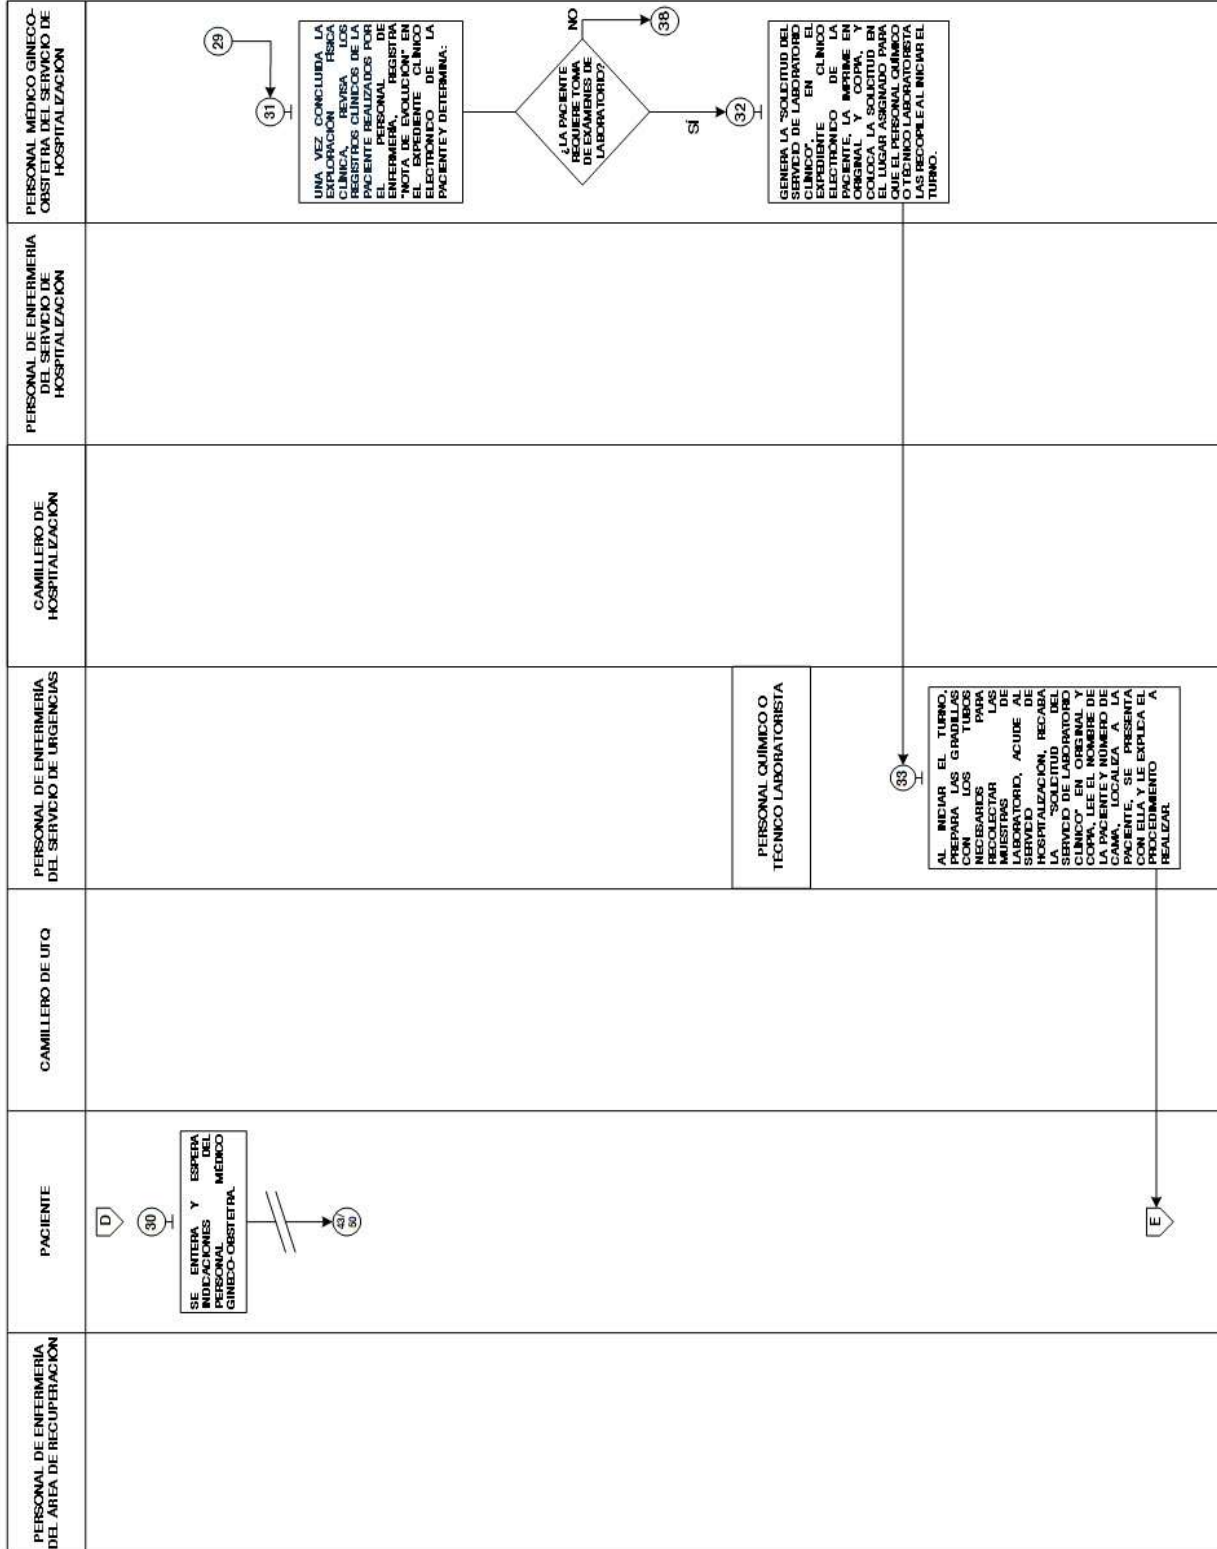 PERSONAL DE ENFERMERÍA
DEL ÁREA DE RECUPERACIÓN
PACIENTE
CAMILLERO DE UTQ
PERSONAL DE ENFERMERÍA
DEL SERVICIO DE URGENCIAS
CAMILLERO DE
HOSPITALIZACIÓN
PERSONAL DE ENFERMERÍA
DEL SERVICIO DE
HOSPITALIZACIÓN
PERSONAL MÉDICO GINECO-
OBSTETRA DEL SERVICIO DE
HOSPITALIZACIÓN
D
30
SE ENTERA Y ESPERA
INDICACIONES DEL
PERSONAL MÉDICO
GINECO-OBSTETRA.
43/
50
29
31
UNA VEZ CONCLUIDA LA
EXPLORACIÓN FÍSICA
CLÍNICA, REVISA LOS
REGISTROS CLÍNICOS DE LA
PACIENTE REALIZADOS POR
EL PERSONAL DE
ENFERMERÍA, REGISTRA
"NOTA DE EVOLUCIÓN" EN
EL EXPEDIENTE CLÍNICO
ELECTRÓNICO DE LA
PACIENTE Y DETERMINA:
¿LA PACIENTE
REQUIERE TOMA
DE EXÁMENES DE
LABORATORIO?
NO
38
SÍ
32
GENERA LA "SOLICITUD DEL
SERVICIO DE LABORATORIO
CLÍNICO", EN EL
EXPEDIENTE CLÍNICO
ELECTRÓNICO DE LA
PACIENTE, LA IMPRIME EN
ORIGINAL Y COPIA, Y
COLOCA LA SOLICITUD EN
EL LUGAR ASIGNADO PARA
QUE EL PERSONAL QUÍMICO
O TÉCNICO LABORATORISTA
LAS RECOPILE AL INICIAR EL
TURNO.
PERSONAL QUÍMICO O
TÉCNICO LABORATORISTA
33
AL INICIAR EL TURNO,
PREPARA LAS GRADILLAS
CON LOS TUBOS
NECESARIOS PARA
RECOLECTAR LAS
MUESTRAS DE
LABORATORIO, ACUDE AL
SERVICIO DE
HOSPITALIZACIÓN, RECABA
LA "SOLICITUD DEL
SERVICIO DE LABORATORIO
CLÍNICO" EN ORIGINAL Y
COPIA, LEE EL NOMBRE DE
LA PACIENTE Y NÚMERO DE
CAMA, LOCALIZA A LA
PACIENTE, SE PRESENTA
CON ELLA Y LE EXPLICA EL
PROCEDIMIENTO A
REALIZAR.
E